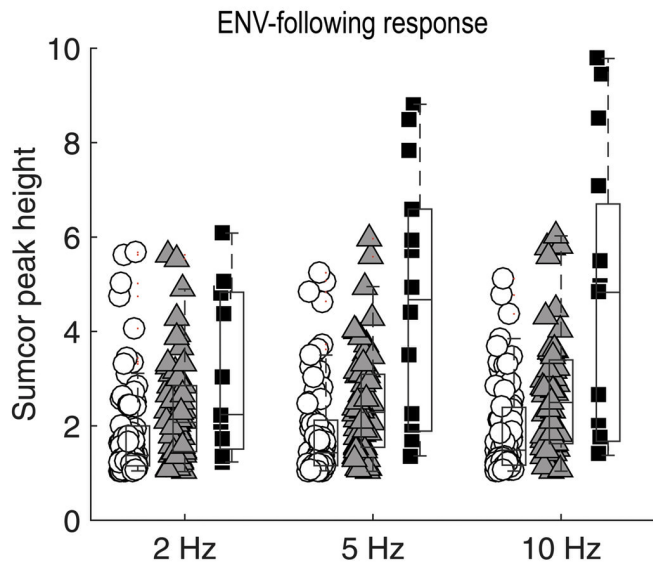 ENV-following response
10
8
6
4
2
0
Sumcor peak height
2 Hz
5 Hz
10 Hz